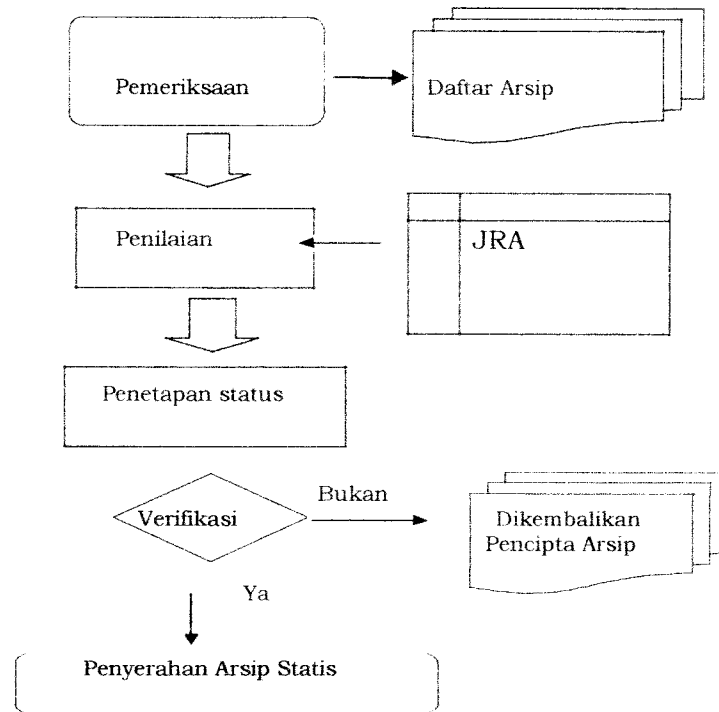 Pemeriksaan
Daftar Arsip
Penilaian
JRA
Penetapan status
Verifikasi
Bukan
Dikembalikan
Pencipta Arsip
Ya
Penyerahan Arsip Statis